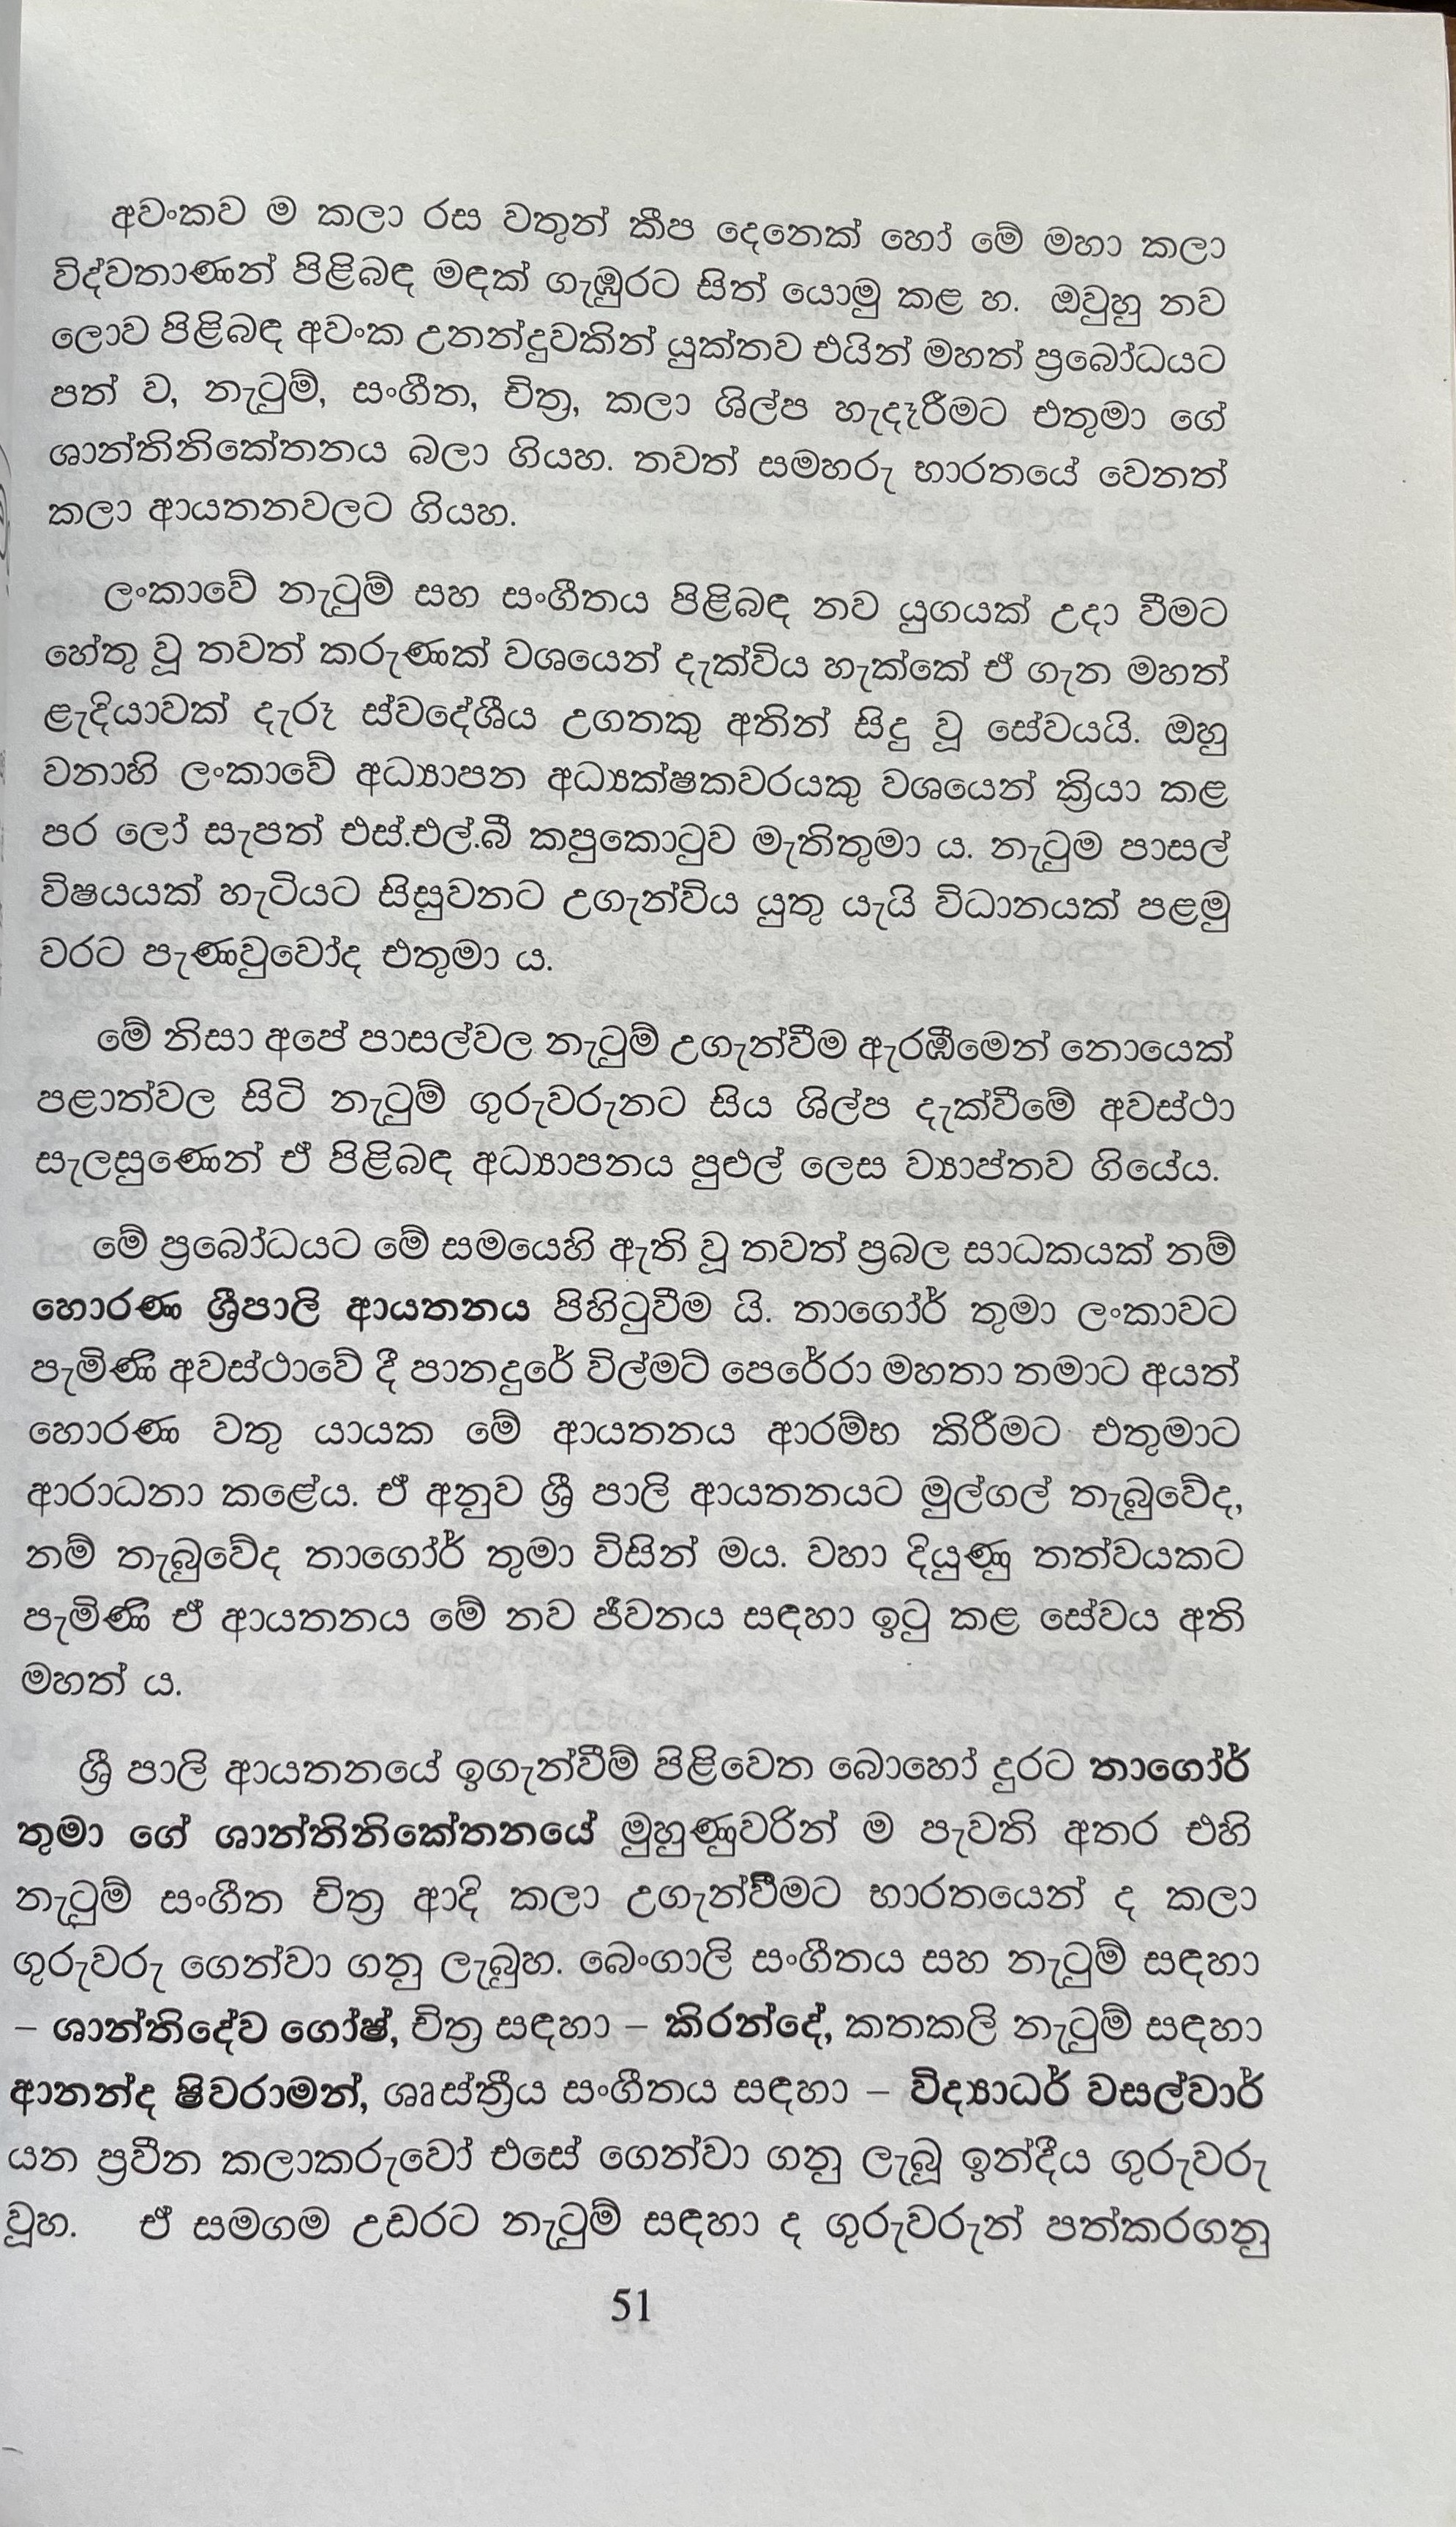 අවංකව ම කලා රස වතුන් කීප දෙනෙක් හෝ මේ මහා කලා
විද්වතාණන් පිළිබඳ මඳක් ගැඹුරට සිත් යොමු කළ හ. ඔවුහු නව
ලොව පිළිබඳ අවංක උනන්දුවකින් යුක්තව එයින් මහත් ප්‍රබෝධයට
පත් ව, නැටුම්, සංගීත, චිත්‍ර, කලා ශිල්ප හැදෑරීමට එතුමා ගේ
ශාන්තිනිකේතනය බලා ගියහ. තවත් සමහරු භාරතයේ වෙනත්
කලා ආයතනවලට ගියහ.
ලංකාවේ නැටුම් සහ සංගීතය පිළිබඳ නව යුගයක් උදා වීමට
හේතු වූ තවත් කරුණක් වශයෙන් දැක්විය හැක්කේ ඒ ගැන මහත්
ළැදියාවක් දැරූ ස්වදේශීය උගතකු අතින් සිදු වූ සේවයයි. ඔහු
වනාහි ලංකාවේ අධ්‍යාපන අධ්‍යක්ෂකවරයකු වශයෙන් ක්‍රියා කළ
පර ලෝ සැපත් එස්.එල්.බී කපුකොටුව මැතිතුමා ය. නැටුම පාසල්
විෂයයක් හැටියට සිසුවනට උගැන්විය යුතු යැයි විධානයක් පළමු
වරට පැණවුවෝද එතුමා ය.
මේ නිසා අපේ පාසල්වල නැටුම් උගැන්වීම ඇරඹීමෙන් නොයෙක්
පළාත්වල සිටි නැටුම් ගුරුවරුනට සිය ශිල්ප දැක්වීමේ අවස්ථා
සැලසුණෙන් ඒ පිළිබඳ අධ්‍යාපනය පුළුල් ලෙස ව්‍යාප්තව ගියේය.
මේ ප්‍රබෝධයට මේ සමයෙහි ඇති වූ තවත් ප්‍රබල සාධකයක් නම්
හොරණ ශ්‍රීපාලි ආයතනය පිහිටුවීම යි. තාගෝර් තුමා ලංකාවට
පැමිණි අවස්ථාවේ දී පානදුරේ විල්මට් පෙරේරා මහතා තමාට අයත්
හොරණ වතු යායක මේ ආයතනය ආරම්භ කිරීමට එතුමාට
ආරාධනා කළේය. ඒ අනුව ශ්‍රී පාලි ආයතනයට මුල්ගල් තැබුවේද,
නම් තැබුවේද තාගෝර් තුමා විසින් මය. වහා දියුණු තත්වයකට
පැමිණි ඒ ආයතනය මේ නව ජීවනය සඳහා ඉටු කළ සේවය අති
මහත් ය.
ශ්‍රී පාලි ආයතනයේ ඉගැන්වීම් පිළිවෙත බොහෝ දුරට තාගෝර්
තුමා ගේ ශාන්තිනිකේතනයේ මුහුණුවරින් ම පැවති අතර එහි
නැටුම් සංගීත චිත්‍ර ආදි කලා උගැන්වීමට භාරතයෙන් ද කලා
ගුරුවරු ගෙන්වා ගනු ලැබුහ. බෙංගාලි සංගීතය සහ නැටුම් සඳහා
– ශාන්තිදේව ගෝෂ්, චිත්‍ර සඳහා – කිරන්දේ, කතකලි නැටුම් සඳහා
ආනන්ද ෂිවරාමන්, ශෘස්ත්‍රීය සංගීතය සඳහා – විද්‍යාධර් වසල්වාර්
යන ප්‍රවීන කලාකරුවෝ එසේ ගෙන්වා ගනු ලැබූ ඉන්දීය ගුරුවරු
වූහ. ඒ සමගම උඩරට නැටුම් සඳහා ද ගුරුවරුන් පත්කරගනු
51